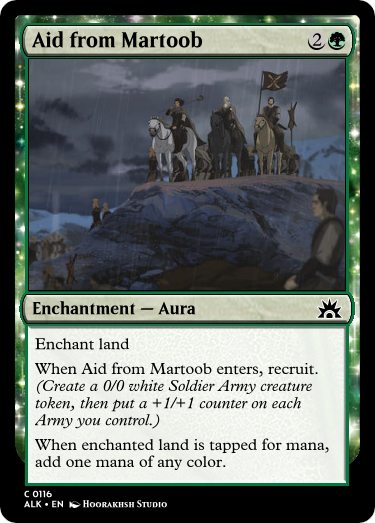 Aid from Martoob 2
Enchantment — Aura
Enchant land
When Aid from Martoob enters, recruit.
(Create a 0/0 white Soldier Army creature
token, then put a +1/+1 counter on each
Army you control.)
When enchanted land is tapped for mana,
add one mana of any color.
C 0116
ALK • EN Hoorakhsh Studio